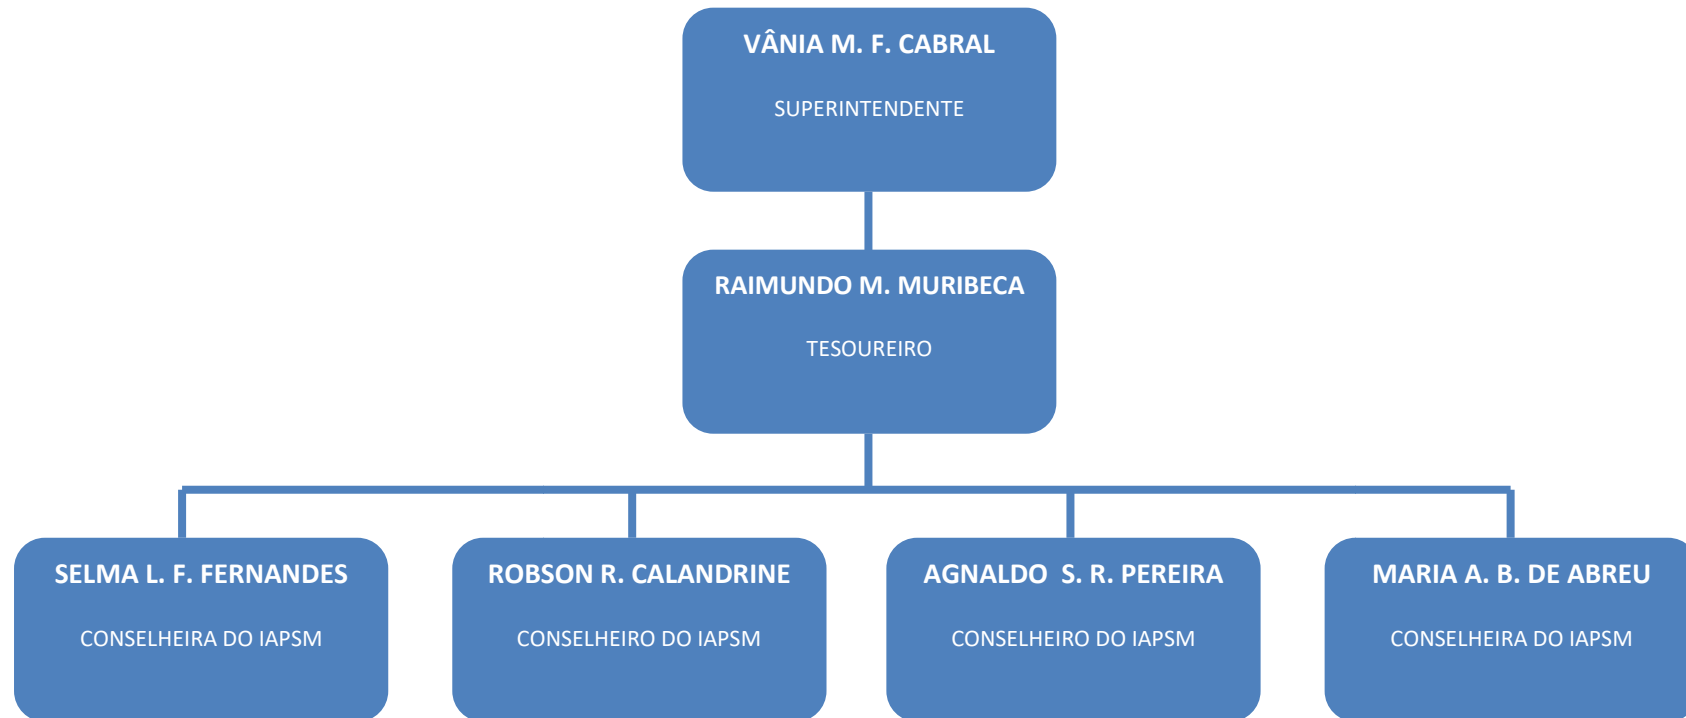 VÂNIA M. F. CABRAL
SUPERINTENDENTE
RAIMUNDO M. MURIBECA
TESOUREIRO
SELMA L. F. FERNANDES
CONSELHEIRA DO IAPSM
ROBSON R. CALANDRINE
CONSELHEIRO DO IAPSM
AGNALDO  S. R. PEREIRA
CONSELHEIRO DO IAPSM
MARIA A. B. DE ABREU
CONSELHEIRA DO IAPSM